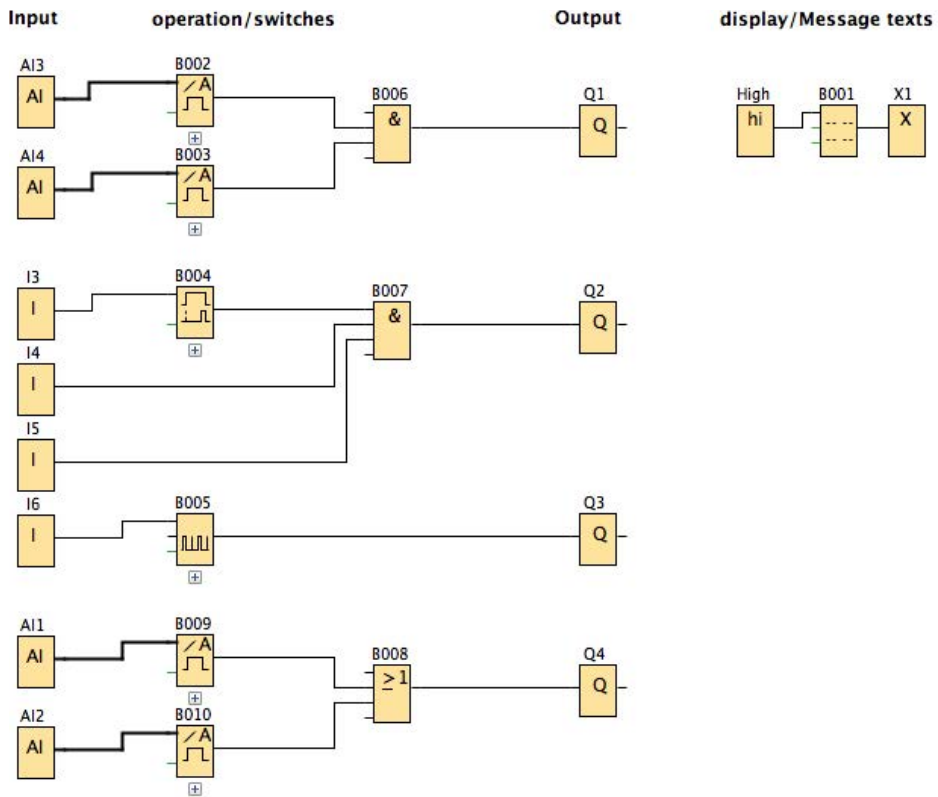 Input operation/switches Output display/Message texts
AI3 B002
AI /A
B006 Q1 High B001 X1
& Q hi X
AI4 B003
AI /A
I3 B004
I
B007 Q2
& Q
I4
I
I5
I
I6 B005 Q3
I Q
AI1 B009
AI /A
B008 Q4
≥1 Q
AI2 B010
AI /A